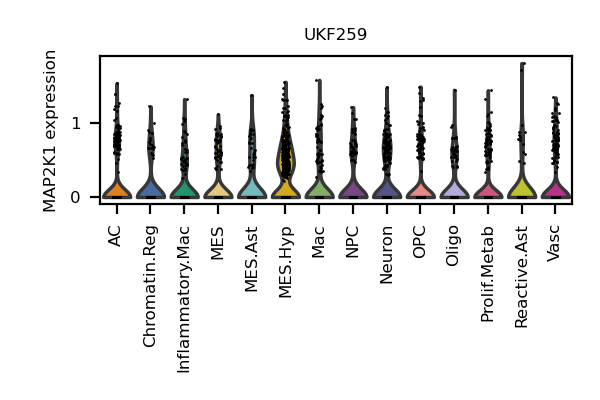 UKF259
MAP2K1 expression
1
0
AC
Chromatin.Reg
Inflammatory.Mac
MES
MES.Ast
MES.Hyp
Mac
NPC
Neuron
OPC
Oligo
Prolif.Metab
Reactive.Ast
Vasc